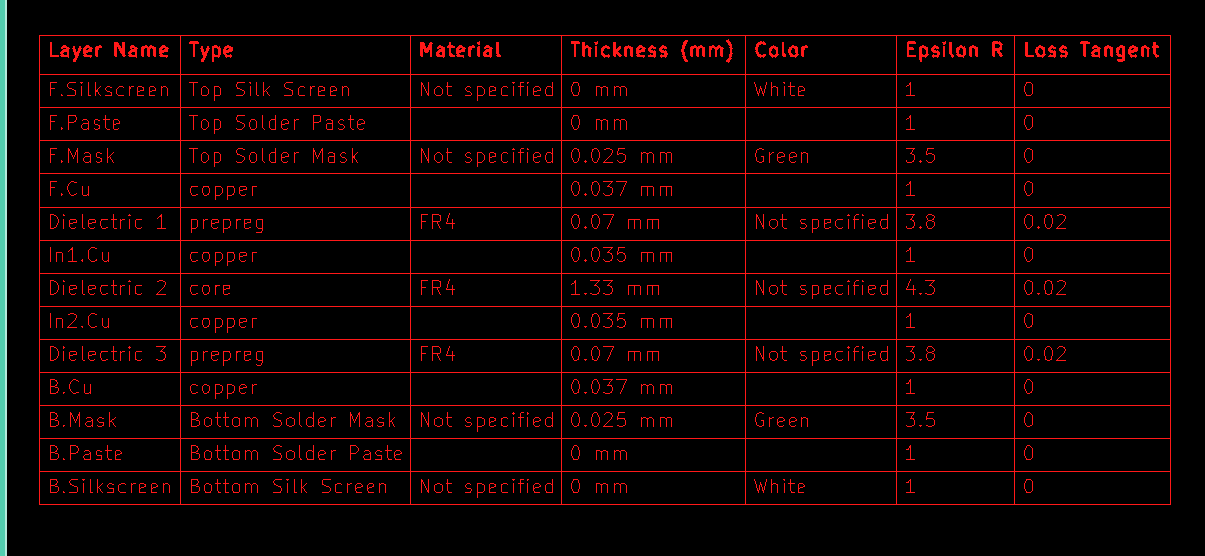 Layer Name Type Material Thickness (mm) Color Epsilon R Loss Tangent
F.Silkscreen Top Silk Screen Not specified 0 mm White 1 0
F.Paste Top Solder Paste 0 mm 1 0
F.Mask Top Solder Mask Not specified 0.025 mm Green 3.5 0
F.Cu copper 0.037 mm 1 0
Dielectric 1 prepreg FR4 0.07 mm Not specified 3.8 0.02
In1.Cu copper 0.035 mm 1 0
Dielectric 2 core FR4 1.33 mm Not specified 4.3 0.02
In2.Cu copper 0.035 mm 1 0
Dielectric 3 prepreg FR4 0.07 mm Not specified 3.8 0.02
B.Cu copper 0.037 mm 1 0
B.Mask Bottom Solder Mask Not specified 0.025 mm Green 3.5 0
B.Paste Bottom Solder Paste 0 mm 1 0
B.Silkscreen Bottom Silk Screen Not specified 0 mm White 1 0